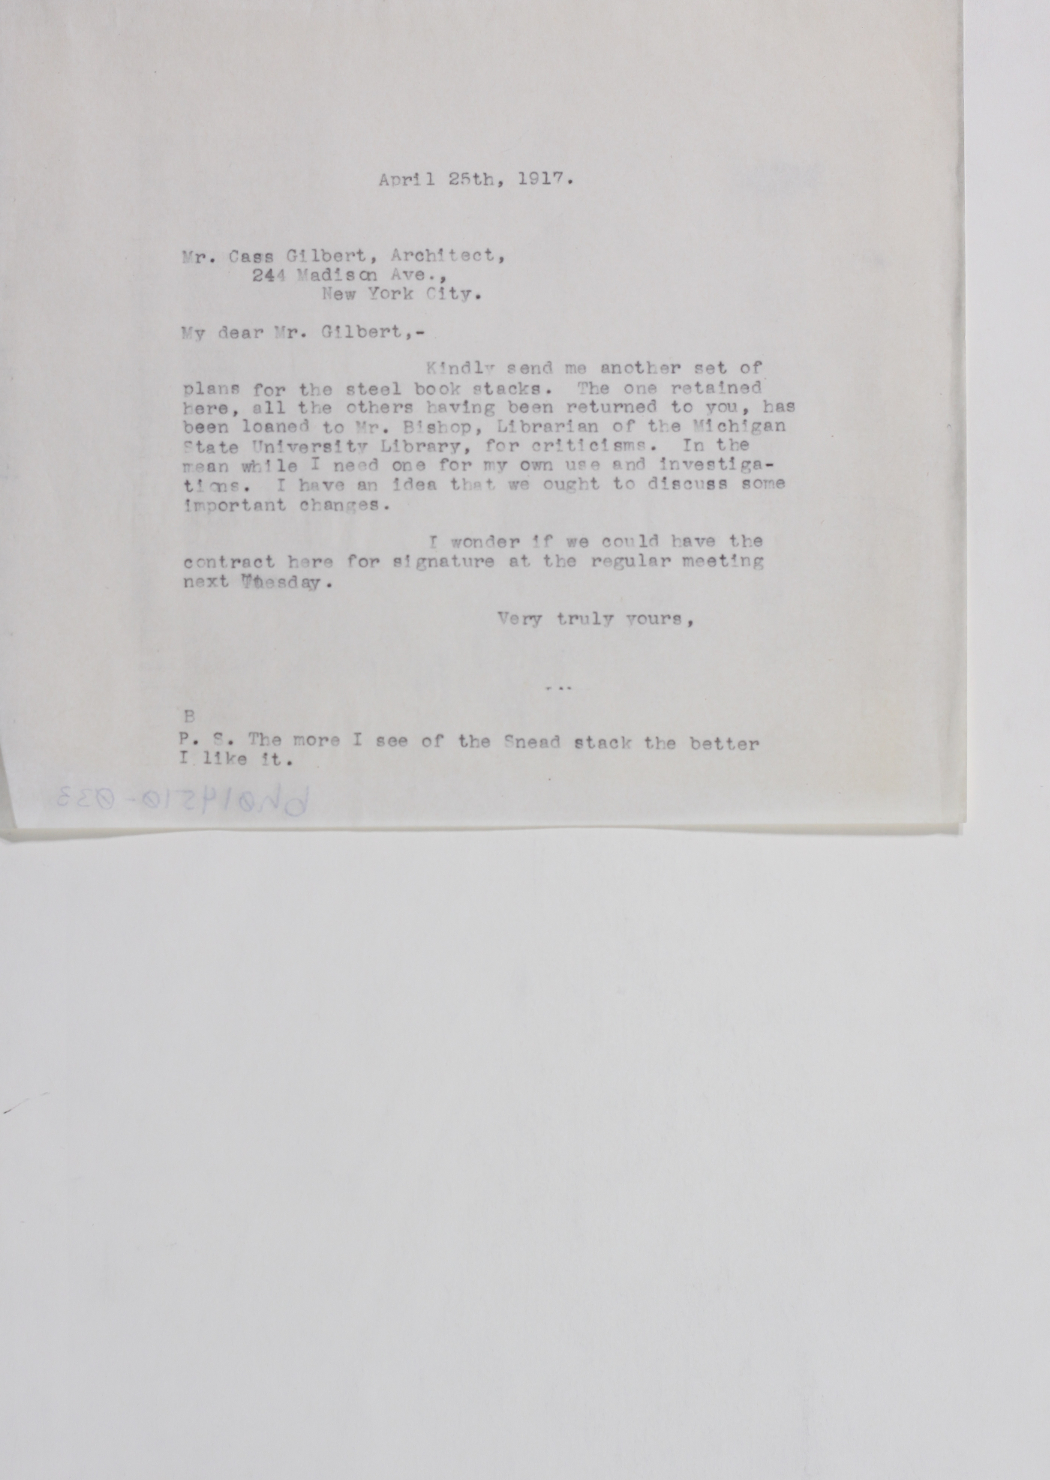 April 25th, 1917.
Mr. Cass Gilbert, Architect,
244 Madison Ave.,
New York City.
My dear Mr. Gilbert,-
Kindly send me another set of
plans for the steel book stacks. The one retained
here, all the others having been returned to you, has
been loaned to Mr. Bishop, Librarian of the Michigan
State University Library, for criticisms. In the
mean while I need one for my own use and investiga-
tions. I have an idea that we ought to discuss some
important changes.
I wonder if we could have the
contract here for signature at the regular meeting
next Tuesday.
Very truly yours,
---
B
P. S. The more I see of the Snead stack the better
I like it.
bh014510-033